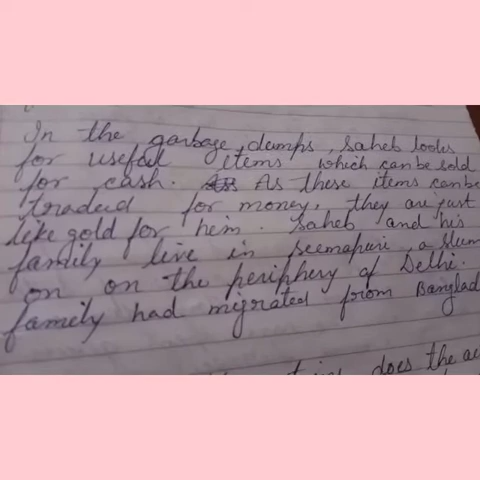 In the garbage dumps, Saheb looks
for useful items which can be sold
for cash. As these items can be
traded for money, they are just
like gold for him. Saheb and his
family live in Seemapuri, a slum
on on the periphery of Delhi.
family had migrated from Banglad
does the au